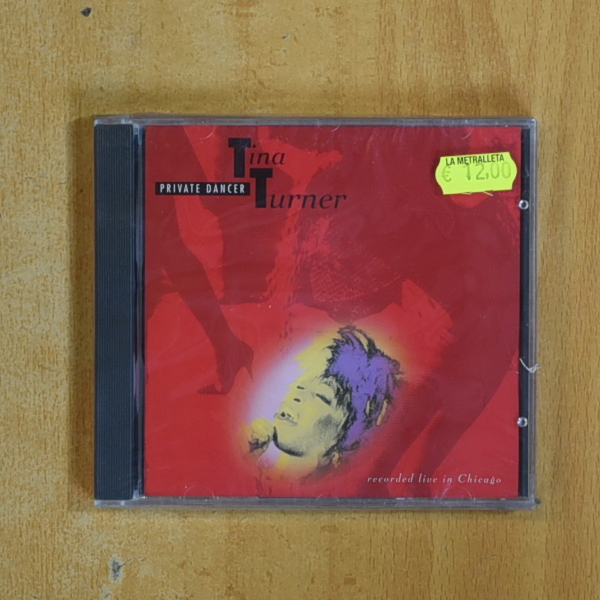 Tina
PRIVATE DANCER
Turner
LA METRALLETA
€ 12,00
recorded live in Chicago